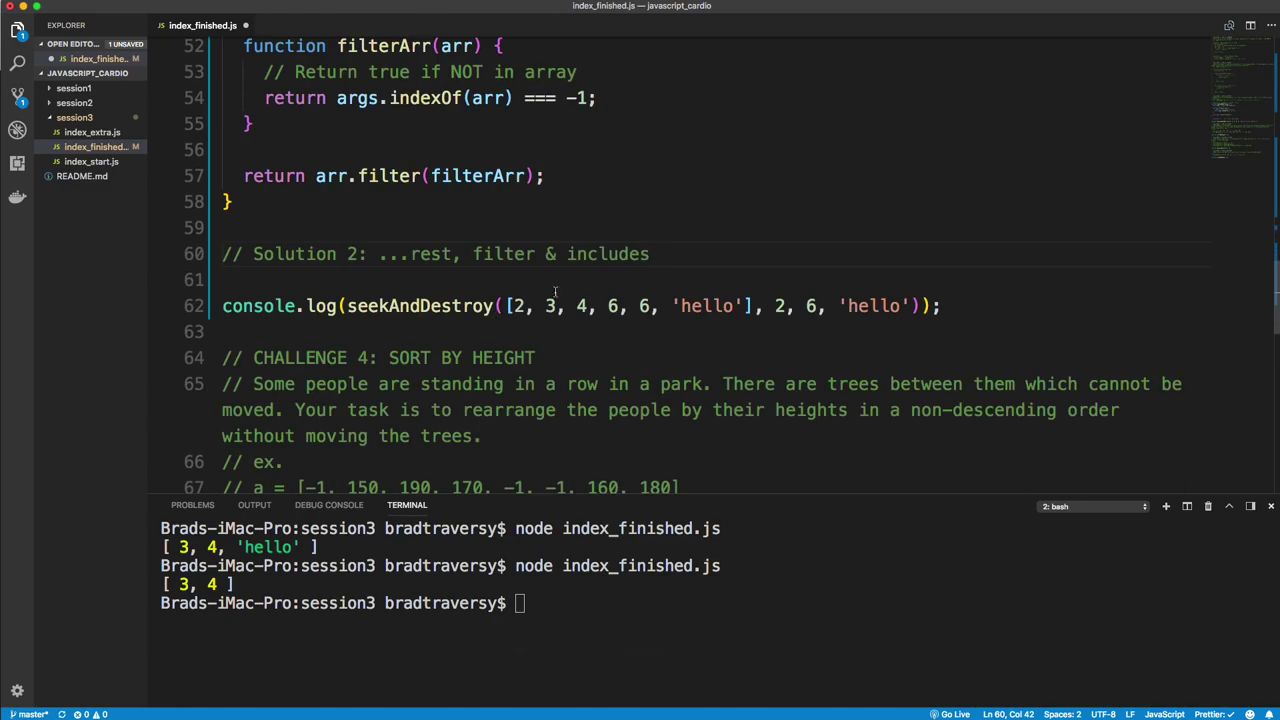 index_finished.js — javascript_cardio
EXPLORER
index_finished.js
OPEN EDITO... 1 UNSAVED
index_finishe...
JAVASCRIPT_CARDIO
session1
session2
session3
JS index_extra.js
JS index_finished...
JS index_start.js
README.md
52 function filterArr(arr) {
53 // Return true if NOT in array
54 return args.indexOf(arr) === -1;
55 }
56
57 return arr.filter(filterArr);
58 }
59
60 // Solution 2: ...rest, filter & includes
61
62 console.log(seekAndDestroy([2, 3, 4, 6, 6, 'hello'], 2, 6, 'hello'));
63
64 // CHALLENGE 4: SORT BY HEIGHT
65 // Some people are standing in a row in a park. There are trees between them which cannot be
moved. Your task is to rearrange the people by their heights in a non-descending order
without moving the trees.
66 // ex.
67 // a = [-1, 150, 190, 170, -1, -1, 160, 180]
PROBLEMS OUTPUT DEBUG CONSOLE TERMINAL 2: bash
Brads-iMac-Pro:session3 bradtraversy$ node index_finished.js
[ 3, 4, 'hello' ]
Brads-iMac-Pro:session3 bradtraversy$ node index_finished.js
[ 3, 4 ]
Brads-iMac-Pro:session3 bradtraversy$
master* 0 0 Go Live Ln 60, Col 42 Spaces: 2 UTF-8 LF JavaScript Prettier: ✓